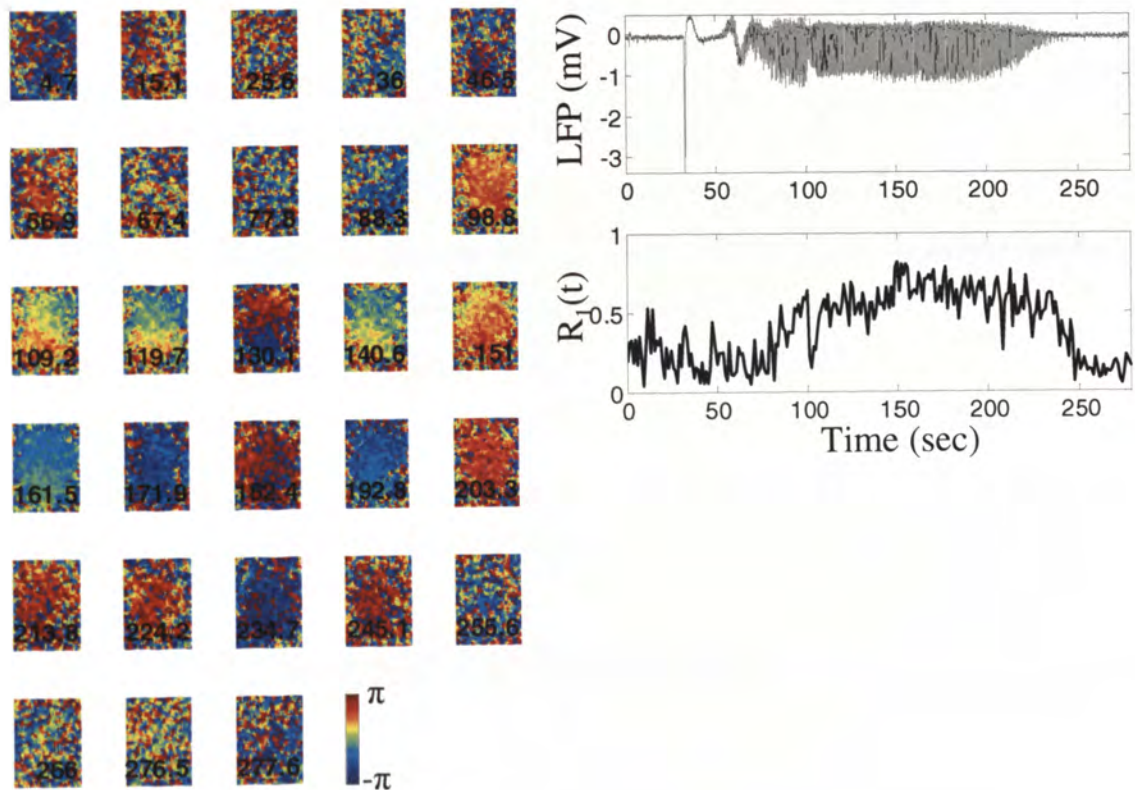 4.7 15.1 25.6 36 46.5
56.9 67.4 77.8 88.3 98.8
109.2 119.7 130.1 140.6 151
161.5 171.9 182.4 192.8 203.3
213.8 224.2 234.7 245.1 255.6
266 276.5 277.6
π
-π
LFP (mV)
0
-1
-2
-3
0 50 100 150 200 250
R₁(t)
1
0.5
0
0 50 100 150 200 250
Time (sec)